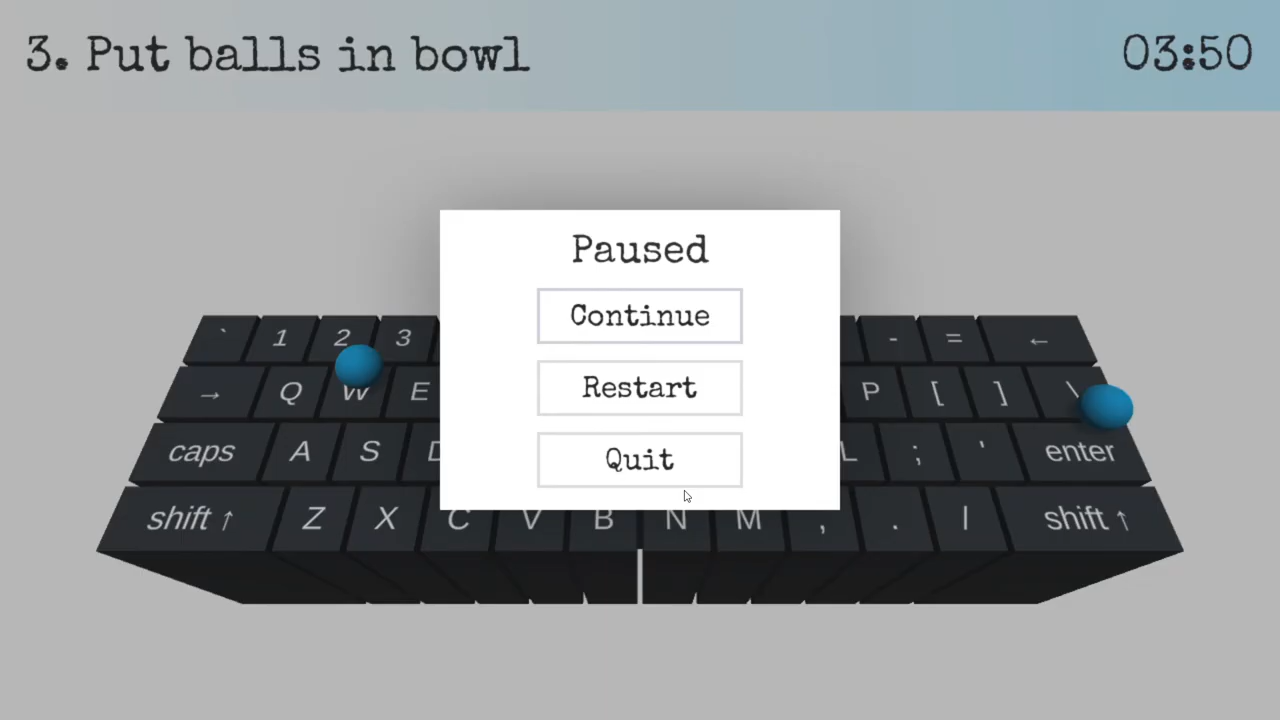 3. Put balls in bowl
03:50
Paused
Continue
Restart
Quit
` 1 2 3 - = ←
→ Q W E P [ ] \
caps A S D L ; ' enter
shift ↑ Z X C V B N M , . / shift ↑